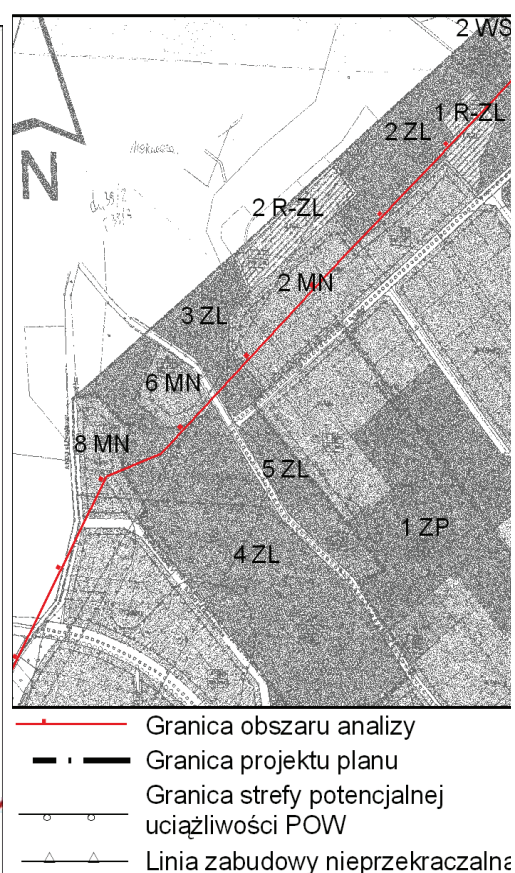 2 WS
1 R-ZL
2 ZL
N
2 R-ZL
2 MN
3 ZL
6 MN
8 MN
5 ZL
1 ZP
4 ZL
Granica obszaru analizy
Granica projektu planu
Granica strefy potencjalnej
uciążliwości POW
Linia zabudowy nieprzekraczalna